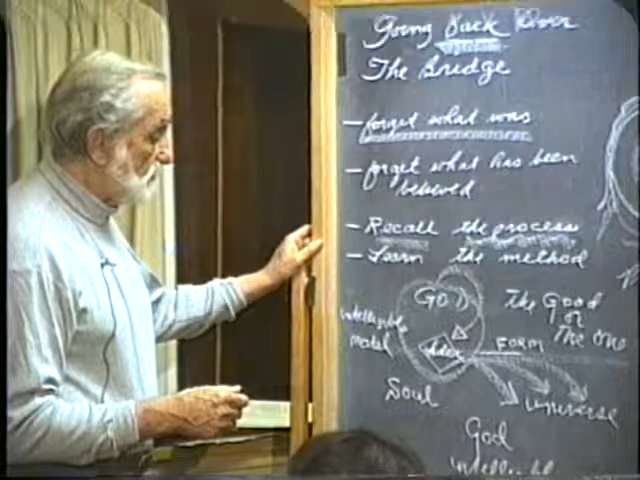 Going Back Over
The Bridge
- forget what was
- forget what has been
believed
- Recall the process
- Learn the method
GOD
The Good
or
The One
Intelligible
Model
Idea
FORM
Soul
universe
God